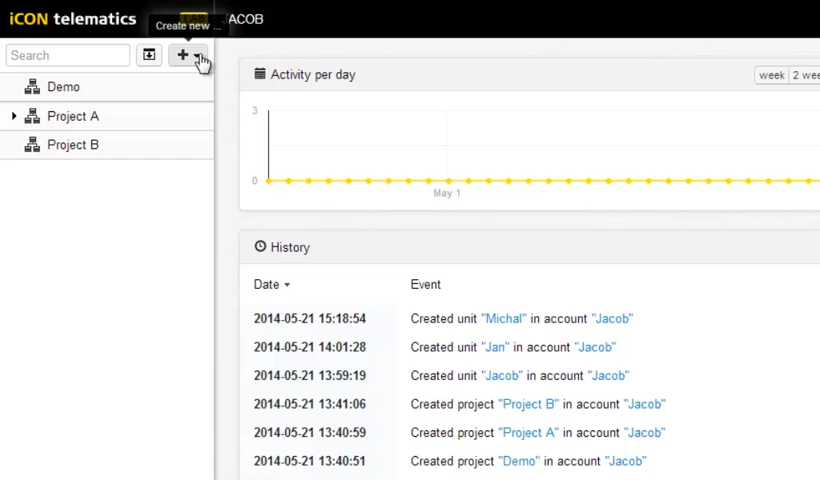 iCON telematics
JACOB
Create new ...
Search
Demo
Project A
Project B
Activity per day
week
3
0
May 1
History
Date
Event
2014-05-21 15:18:54 Created unit "Michal" in account "Jacob"
2014-05-21 14:01:28 Created unit "Jan" in account "Jacob"
2014-05-21 13:59:19 Created unit "Jacob" in account "Jacob"
2014-05-21 13:41:06 Created project "Project B" in account "Jacob"
2014-05-21 13:40:59 Created project "Project A" in account "Jacob"
2014-05-21 13:40:51 Created project "Demo" in account "Jacob"